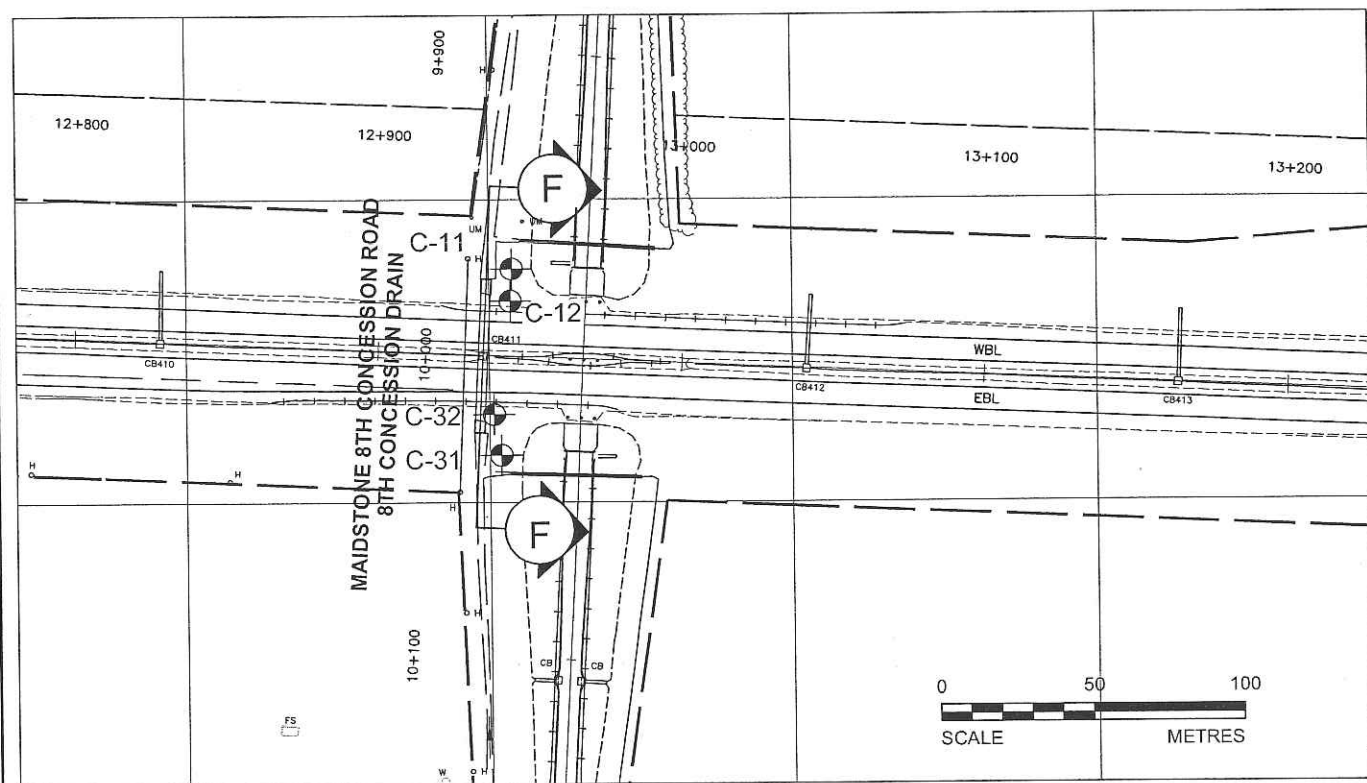 9+900
H
12+800
12+900
13+000
13+100
13+200
F
UM
UM
C-11
H
C-12
MAIDSTONE 8TH CONCESSION ROAD
8TH CONCESSION DRAIN
10+000
CB411
CB410
WBL
CB412
EBL
CB413
C-32
C-31
H
H
H
F
H
10+100
CB
CB
FS
W
H
0 50 100
SCALE METRES